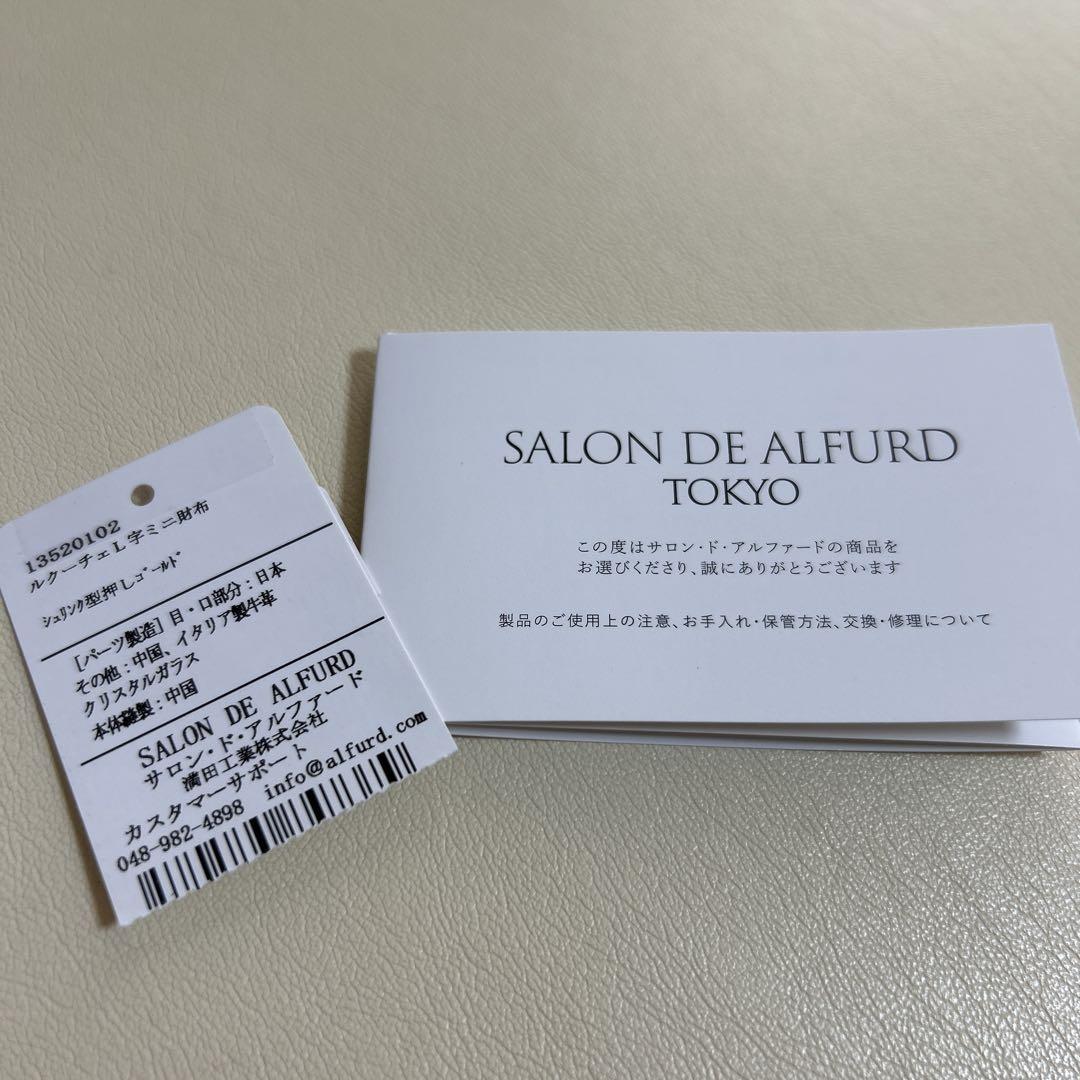 13520102
ルクーチェL字ミニ財布
ｼｭﾘﾝｸ型押しｺﾞｰﾙﾄﾞ
[パーツ製造]目・口部分：日本
その他：中国、イタリア製牛革
クリスタルガラス
本体縫製：中国
SALON DE ALFURD
サロン・ド・アルファード
満田工業株式会社
カスタマーサポート
048-982-4898 info@alfurd.com
SALON DE ALFURD
TOKYO
この度はサロン・ド・アルファードの商品を
お選びくださり、誠にありがとうございます
製品のご使用上の注意、お手入れ・保管方法、交換・修理について